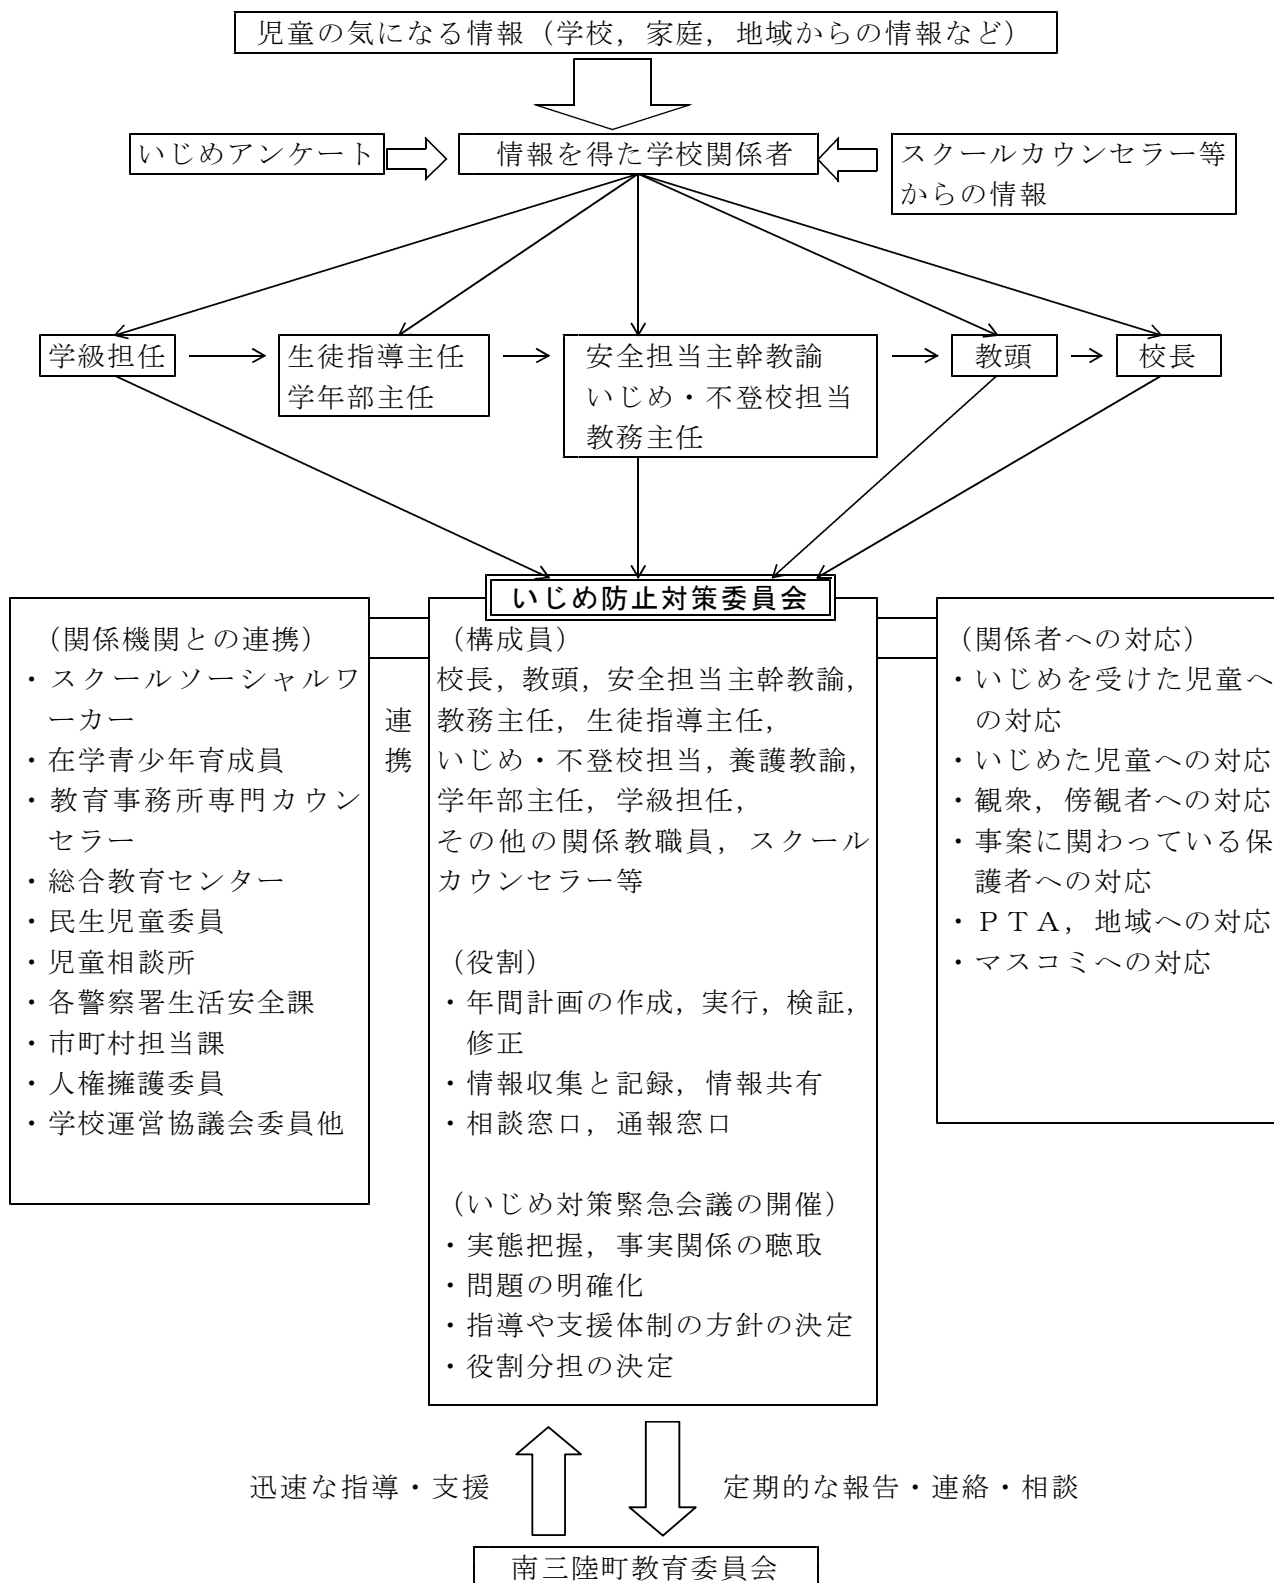 児童の気になる情報（学校，家庭，地域からの情報など）
いじめアンケート
情報を得た学校関係者
スクールカウンセラー等
からの情報
学級担任
生徒指導主任
学年部主任
安全担当主幹教諭
いじめ・不登校担当
教務主任
教頭
校長
いじめ防止対策委員会
（関係機関との連携）
・スクールソーシャルワ
ーカー
・在学青少年育成員
・教育事務所専門カウン
セラー
・総合教育センター
・民生児童委員
・児童相談所
・各警察署生活安全課
・市町村担当課
・人権擁護委員
・学校運営協議会委員他
連
携
（構成員）
校長，教頭，安全担当主幹教諭，
教務主任，生徒指導主任，
いじめ・不登校担当，養護教諭，
学年部主任，学級担任，
その他の関係教職員，スクール
カウンセラー等
（役割）
・年間計画の作成，実行，検証，
修正
・情報収集と記録，情報共有
・相談窓口，通報窓口
（いじめ対策緊急会議の開催）
・実態把握，事実関係の聴取
・問題の明確化
・指導や支援体制の方針の決定
・役割分担の決定
（関係者への対応）
・いじめを受けた児童へ
の対応
・いじめた児童への対応
・観衆，傍観者への対応
・事案に関わっている保
護者への対応
・ＰＴＡ，地域への対応
・マスコミへの対応
迅速な指導・支援
定期的な報告・連絡・相談
南三陸町教育委員会